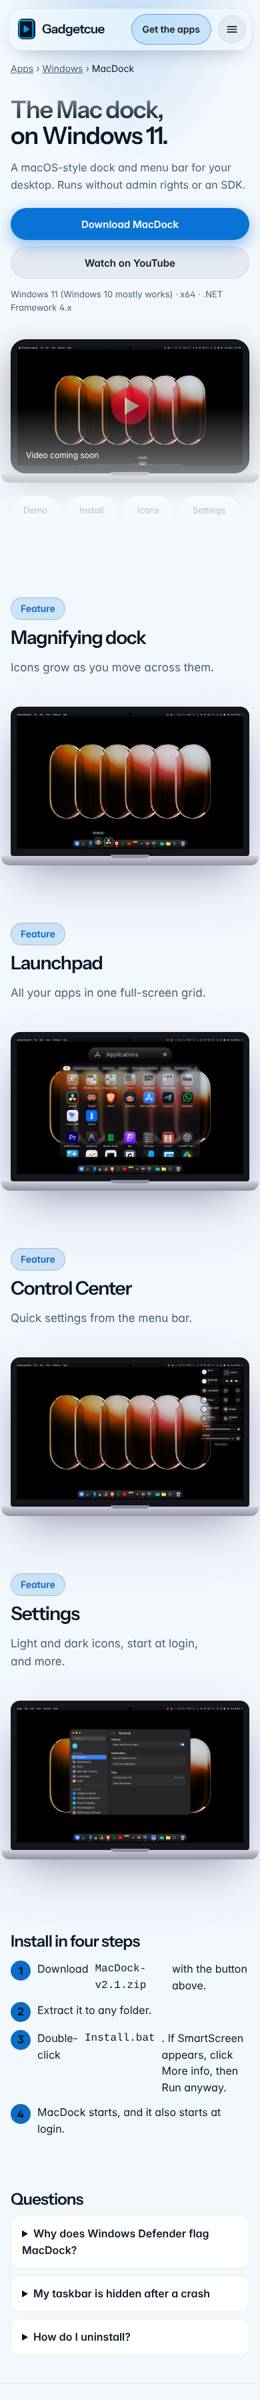 Gadgetcue
Get the apps
Apps › Windows › MacDock
The Mac dock,
on Windows 11.
A macOS-style dock and menu bar for your
desktop. Runs without admin rights or an SDK.
Download MacDock
Watch on YouTube
Windows 11 (Windows 10 mostly works) · x64 · .NET
Framework 4.x
Video coming soon
Demo Install Icons Settings
Feature
Magnifying dock
Icons grow as you move across them.
Feature
Launchpad
All your apps in one full-screen grid.
Applications
Feature
Control Center
Quick settings from the menu bar.
Feature
Settings
Light and dark icons, start at login,
and more.
Install in four steps
1 Download MacDock-v2.1.zip with the button above.
2 Extract it to any folder.
3 Double-click Install.bat . If SmartScreen appears, click More info, then Run anyway.
4 MacDock starts, and it also starts at
login.
Questions
▶ Why does Windows Defender flag
MacDock?
▶ My taskbar is hidden after a crash
▶ How do I uninstall?